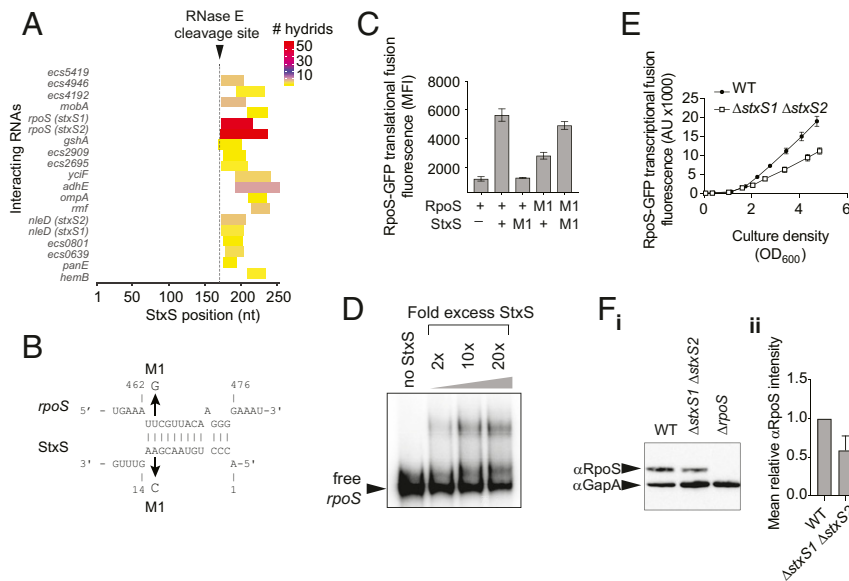 A
RNase E
cleavage site
# hydrids
50
30
10
Interacting RNAs
ecs5419
ecs4946
ecs4192
mobA
rpoS (stxS1)
rpoS (stxS2)
gshA
ecs2909
ecs2695
yciF
adhE
ompA
rmf
nleD (stxS2)
nleD (stxS1)
ecs0801
ecs0639
panE
hemB
1 50 100 150 200 250
StxS position (nt)
B
M1
462 G 476
rpoS 5' - UGAAA A GAAAU-3'
UUCGUUACA GGG
StxS
AAGCAAUGU CCC
3' - GUUUG A-5'
14 C 1
M1
C
RpoS-GFP translational fusion
fluorescence (MFI)
8000
6000
4000
2000
RpoS + + + M1 M1
StxS – + M1 + M1
D
Fold excess StxS
no StxS
2x
10x
20x
free
rpoS
E
RpoS-GFP transcriptional fusion
fluorescence (AU x1000)
25
20
15
10
5
0
0 2 4 6
WT
ΔstxS1 ΔstxS2
Culture density
(OD600)
F
i
WT
ΔstxS1 ΔstxS2
ΔrpoS
αRpoS
αGapA
ii
Mean relative αRpoS intensity
1.5
1.0
0.5
0.0
WT
ΔstxS1 ΔstxS2